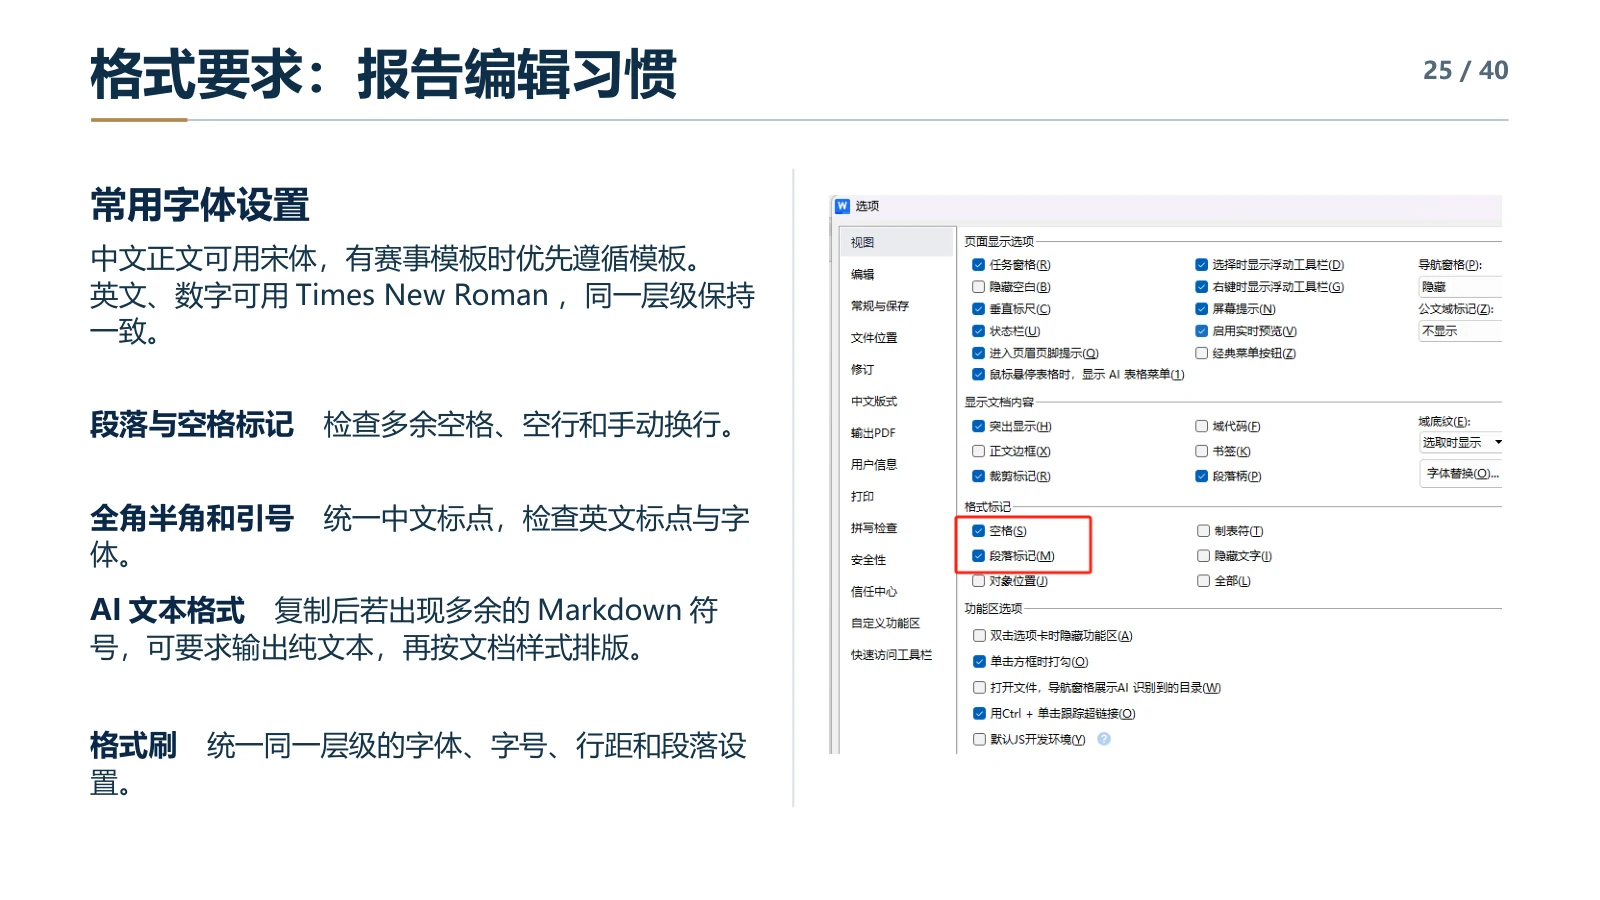 格式要求：报告编辑习惯
25 / 40
常用字体设置
中文正文可用宋体，有赛事模板时优先遵循模板。
英文、数字可用 Times New Roman ，同一层级保持
一致。
段落与空格标记　检查多余空格、空行和手动换行。
全角半角和引号　统一中文标点，检查英文标点与字
体。
AI 文本格式　复制后若出现多余的 Markdown 符
号，可要求输出纯文本，再按文档样式排版。
格式刷　统一同一层级的字体、字号、行距和段落设
置。
W 选项
视图
编辑
常规与保存
文件位置
修订
中文版式
输出PDF
用户信息
打印
拼写检查
安全性
信任中心
自定义功能区
快速访问工具栏
页面显示选项
任务窗格(R)
选择时显示浮动工具栏(D)
导航窗格(P):
隐藏空白(B)
右键时显示浮动工具栏(G)
隐藏
垂直标尺(C)
屏幕提示(N)
公文域标记(Z):
状态栏(U)
启用实时预览(V)
不显示
进入页眉页脚提示(Q)
经典菜单按钮(Z)
鼠标悬停表格时，显示 AI 表格菜单(1)
显示文档内容
突出显示(H)
域代码(F)
域底纹(E):
选取时显示
正文边框(X)
书签(K)
裁剪标记(R)
段落柄(P)
字体替换(O)...
格式标记
空格(S)
制表符(T)
段落标记(M)
隐藏文字(I)
对象位置(J)
全部(L)
功能区选项
双击选项卡时隐藏功能区(A)
单击方框时打勾(O)
打开文件，导航窗格展示AI 识别到的目录(W)
用Ctrl + 单击跟踪超链接(O)
默认JS开发环境(Y) ?